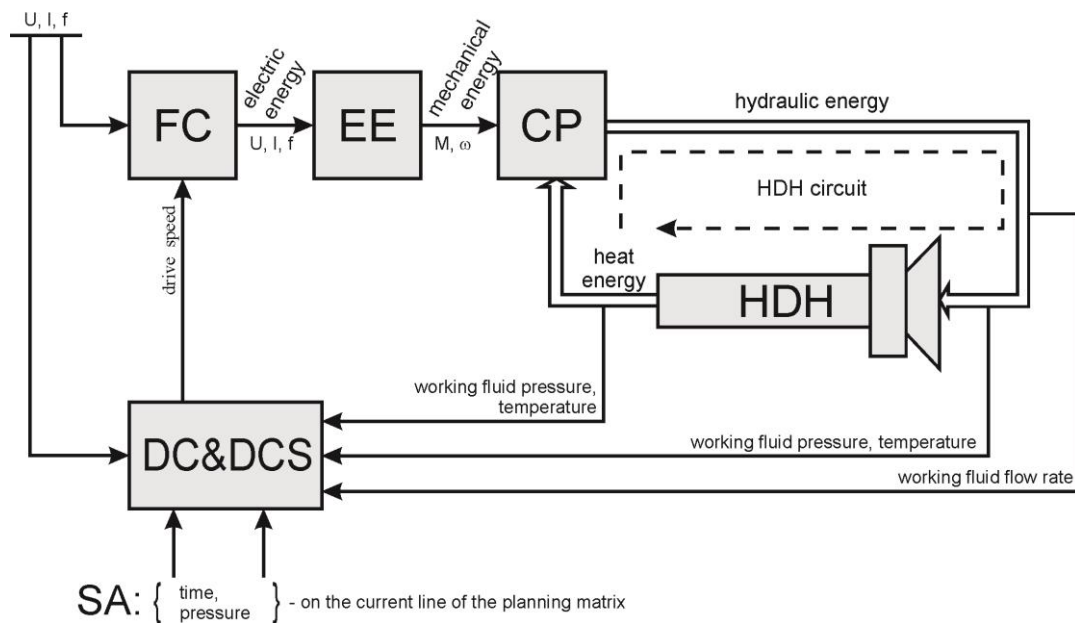 U, I, f
FC
electric
energy
U, I, f
EE
mechanical
energy
M, ω
CP
hydraulic energy
HDH circuit
heat
energy
HDH
drive speed
working fluid pressure,
temperature
DC&DCS
working fluid pressure, temperature
working fluid flow rate
SA: { time,
pressure } - on the current line of the planning matrix